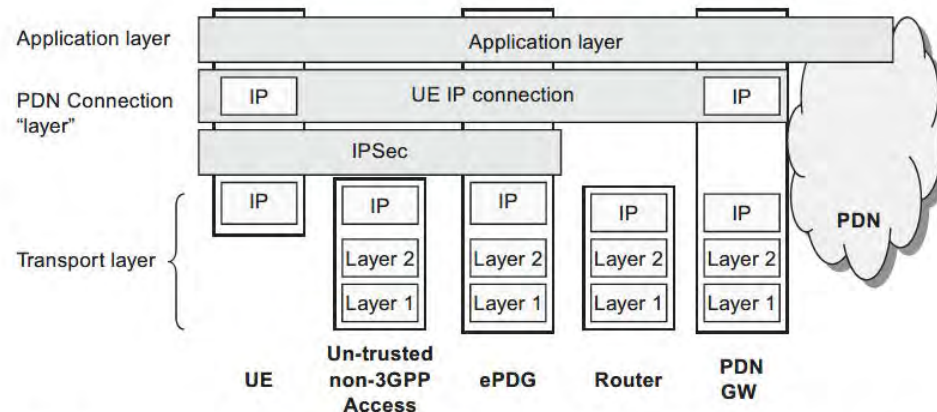 Application layer
Application layer
PDN Connection
“layer”
IP
UE IP connection
IP
IPSec
Transport layer
IP
IP
IP
IP
IP
Layer 2
Layer 2
Layer 2
Layer 2
Layer 1
Layer 1
Layer 1
Layer 1
PDN
UE
Un-trusted
non-3GPP
Access
ePDG
Router
PDN
GW